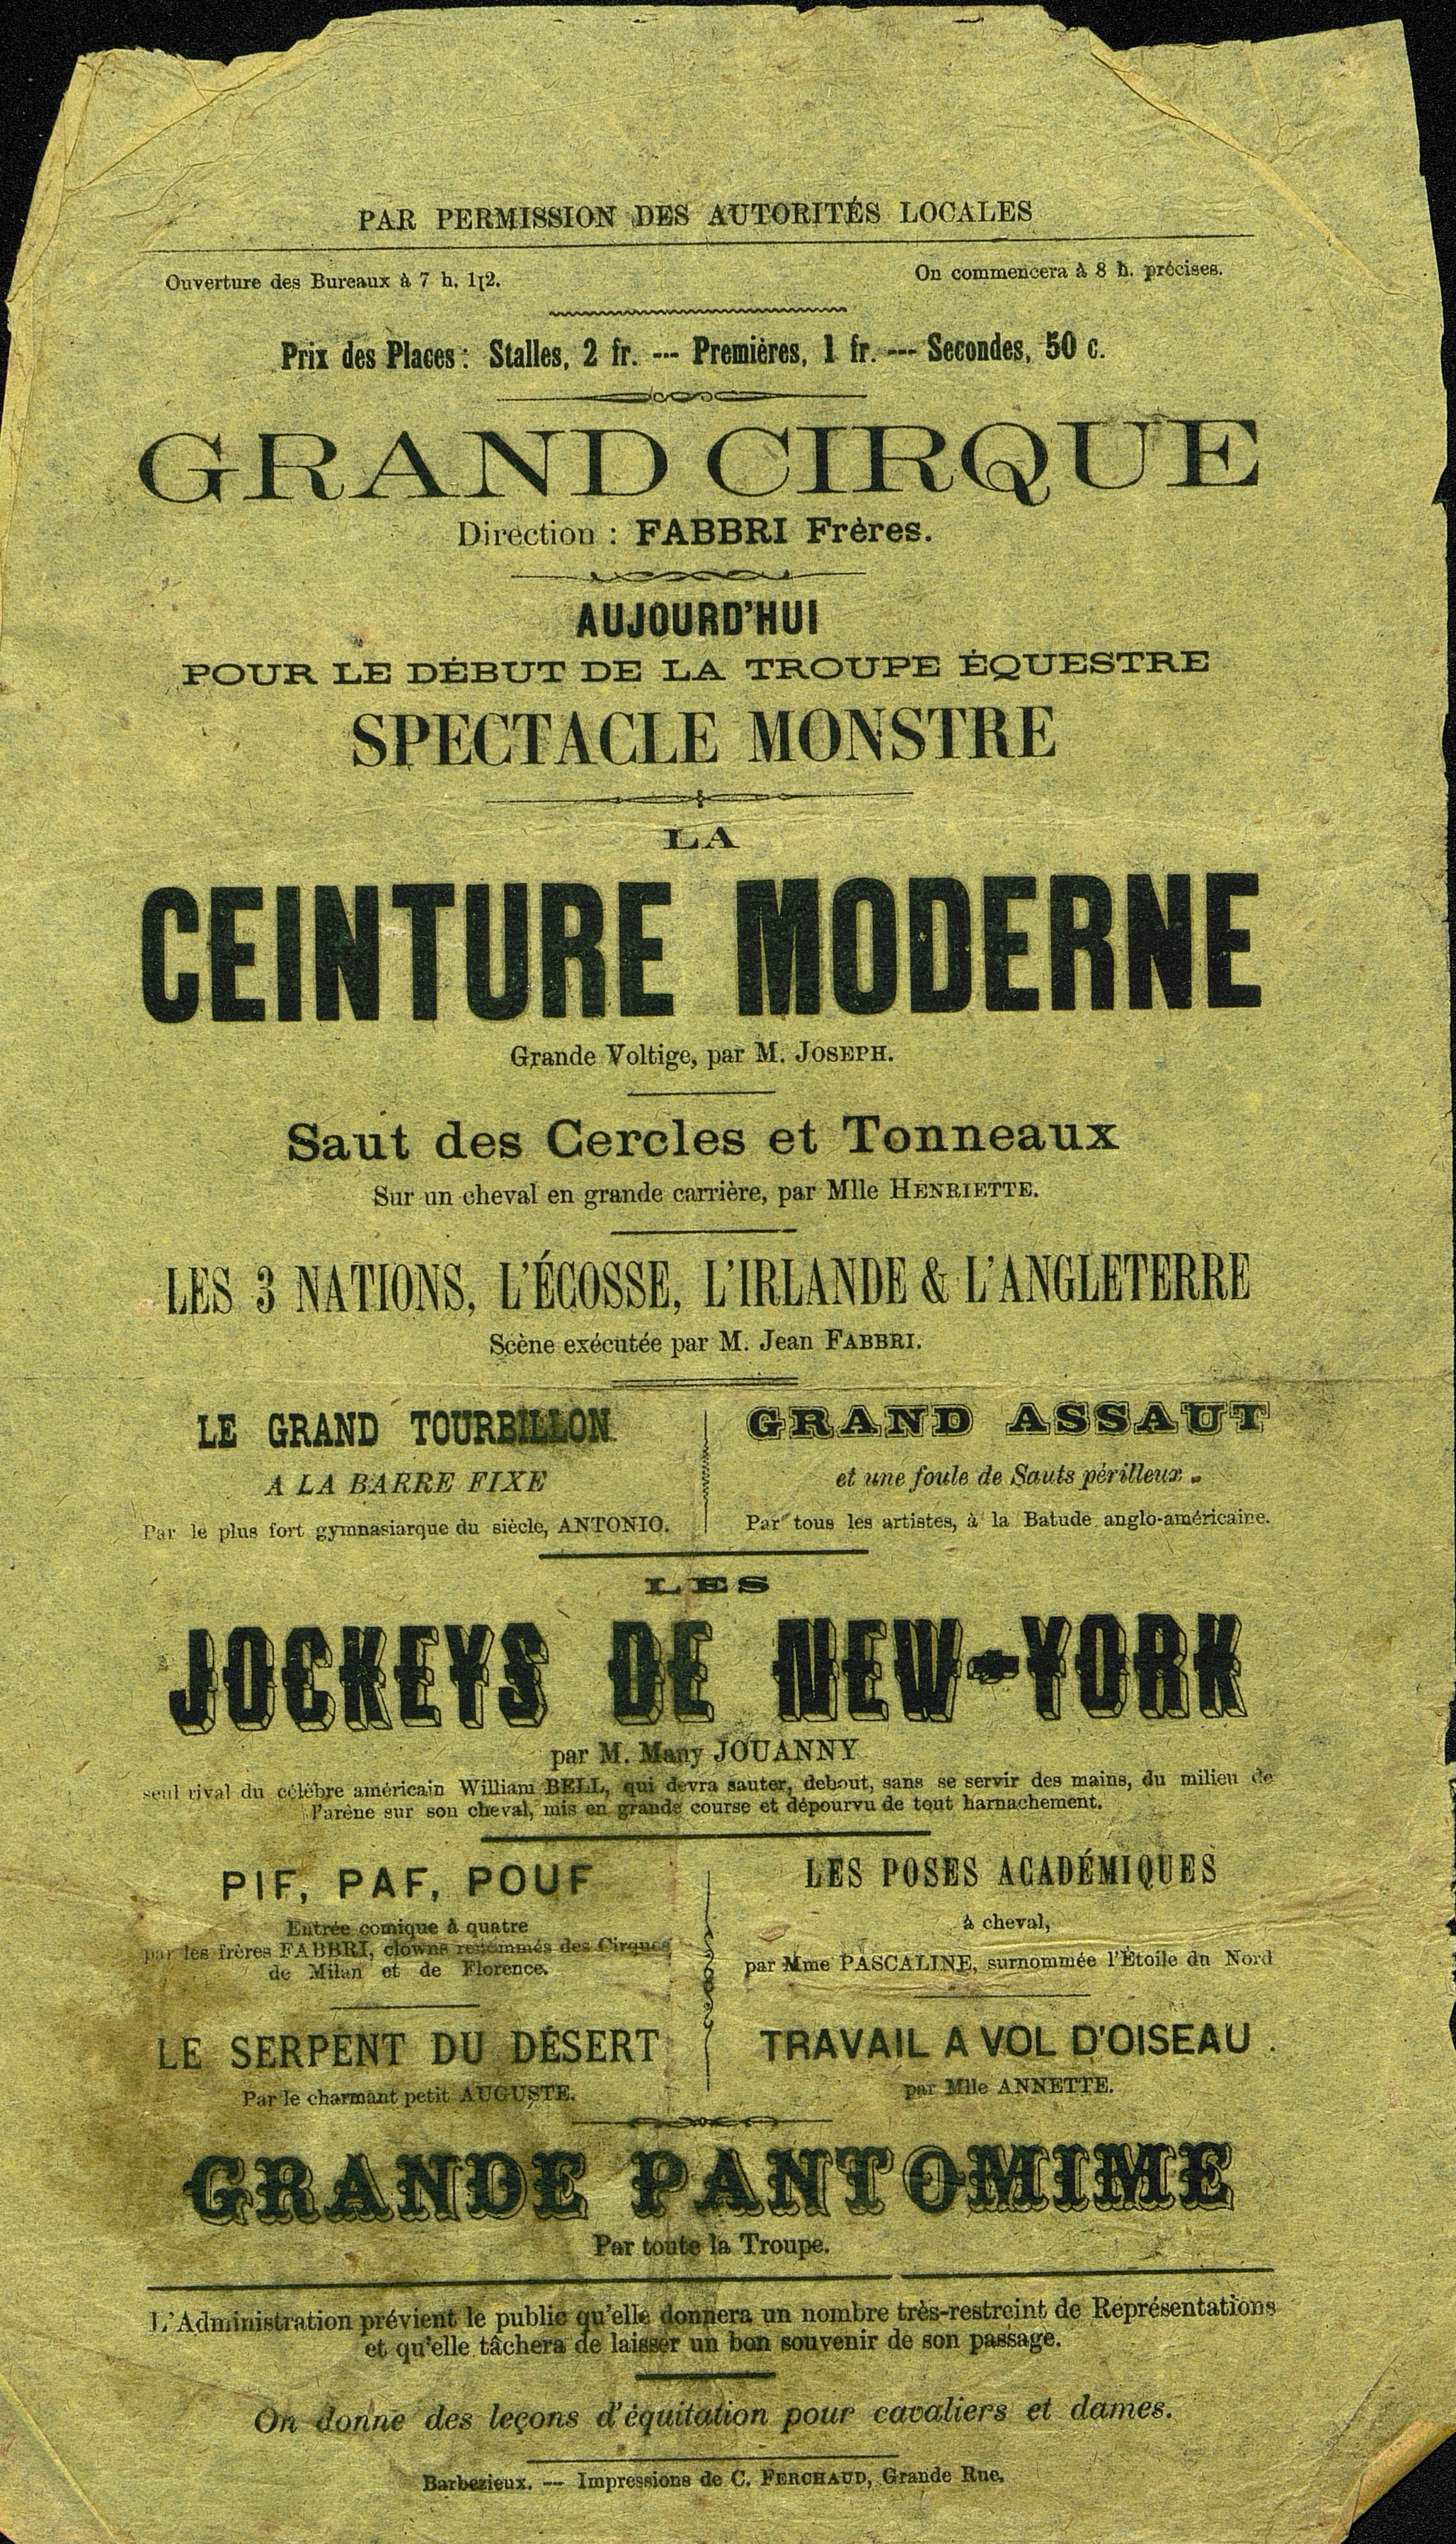 PAR PERMISSION DES AUTORITÉS LOCALES
Ouverture des Bureaux à 7 h. 1[2.
On commencera à 8 h. précises.
Prix des Places : Stalles, 2 fr. --- Premières, 1 fr. --- Secondes, 50 c.
GRAND CIRQUE
Direction : FABBRI Frères.
AUJOURD'HUI
POUR LE DÉBUT DE LA TROUPE ÉQUESTRE
SPECTACLE MONSTRE
LA
CEINTURE MODERNE
Grande Voltige, par M. JOSEPH.
Saut des Cercles et Tonneaux
Sur un cheval en grande carrière, par Mlle HENRIETTE.
LES 3 NATIONS, L'ÉCOSSE, L'IRLANDE & L'ANGLETERRE
Scène exécutée par M. Jean FABBRI.
LE GRAND TOURBILLON
A LA BARRE FIXE
Par le plus fort gymnasiarque du siècle, ANTONIO.
GRAND ASSAUT
et une foule de Sauts périlleux.
Par tous les artistes, à la Batude anglo-américaine.
LES
JOCKEYS DE NEW-YORK
par M. Many JOUANNY
seul rival du célèbre américain William BELL, qui devra sauter, debout, sans se servir des mains, du milieu de
l'arène sur son cheval, mis en grande course et dépourvu de tout harnachement.
PIF, PAF, POUF
Entrée comique à quatre
par les frères FABBRI, clowns renommés des Cirques
de Milan et de Florence.
LES POSES ACADÉMIQUES
à cheval,
par Mme PASCALINE, surnommée l'Étoile du Nord
LE SERPENT DU DÉSERT
Par le charmant petit AUGUSTE.
TRAVAIL A VOL D'OISEAU.
par Mlle ANNETTE.
GRANDE PANTOMIME
Par toute la Troupe.
L'Administration prévient le public qu'elle donnera un nombre très-restreint de Représentations
et qu'elle tâchera de laisser un bon souvenir de son passage.
On donne des leçons d'équitation pour cavaliers et dames.
Barbezieux. — Impressions de C. FERCHAUD, Grande Rue.